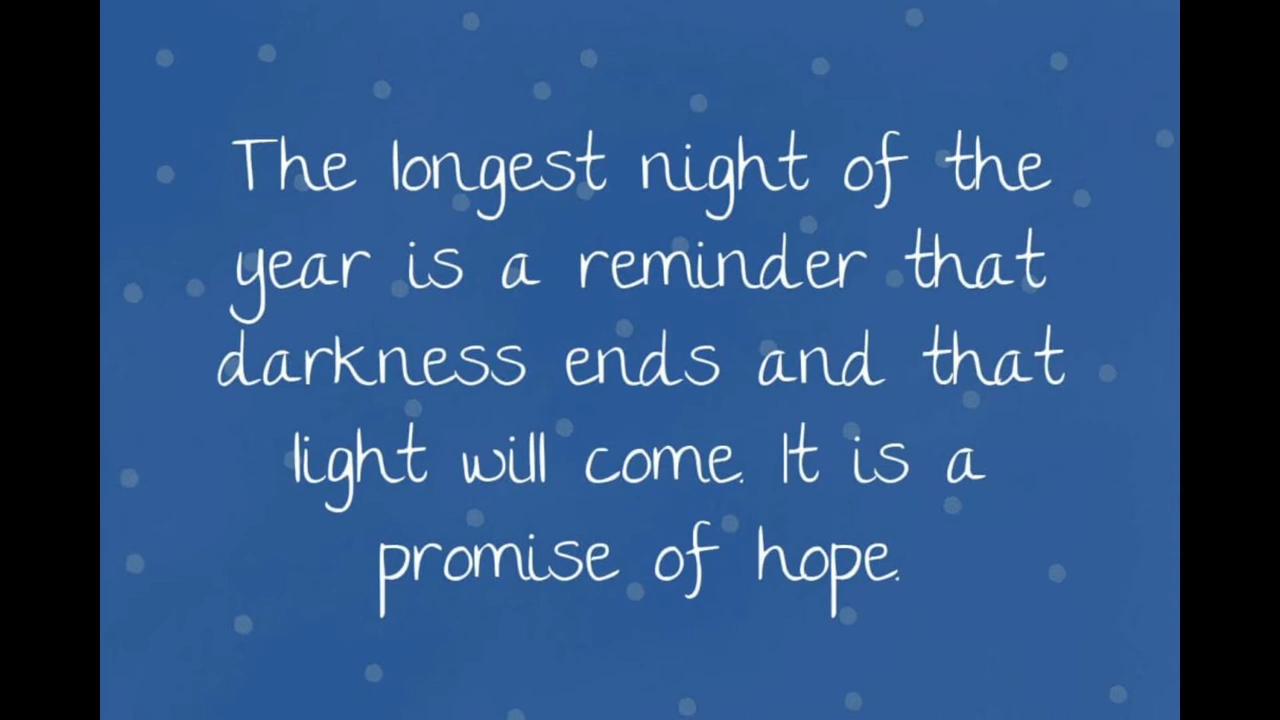 The longest night of the
year is a reminder that
darkness ends and that
light will come. It is a
promise of hope.